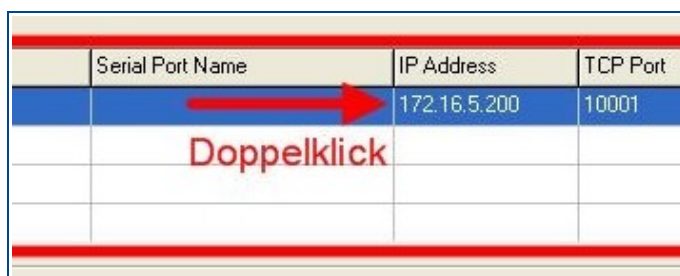 Serial Port Name IP Address TCP Port
172.16.5.200 10001
Doppelklick